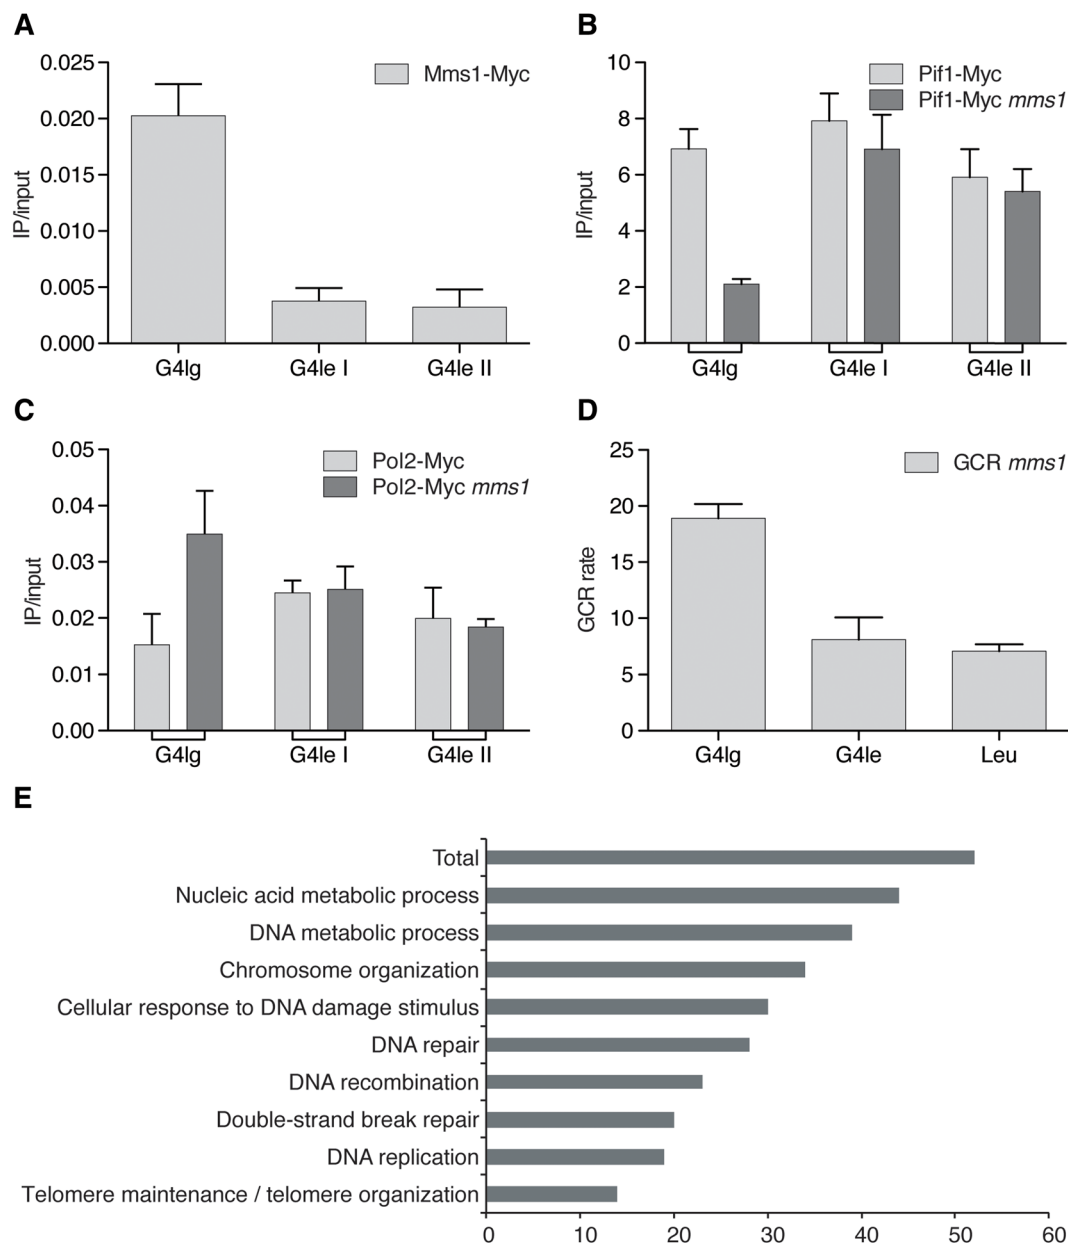 A
0.025
0.020
0.015
0.010
0.005
0.000
IP/input
Mms1-Myc
G4lg
G4le I
G4le II
B
10
8
6
4
2
0
IP/input
Pif1-Myc
Pif1-Myc mms1
G4lg
G4le I
G4le II
C
0.05
0.04
0.03
0.02
0.01
0.00
IP/input
Pol2-Myc
Pol2-Myc mms1
G4lg
G4le I
G4le II
D
25
20
15
10
5
0
GCR rate
GCR mms1
G4lg
G4le
Leu
E
Total
Nucleic acid metabolic process
DNA metabolic process
Chromosome organization
Cellular response to DNA damage stimulus
DNA repair
DNA recombination
Double-strand break repair
DNA replication
Telomere maintenance / telomere organization
0 10 20 30 40 50 60